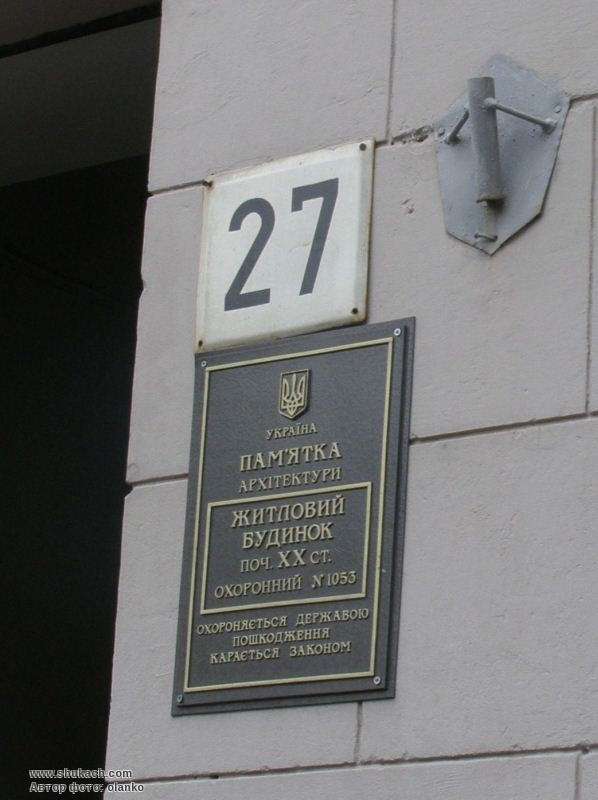 27
УКРАЇНА
ПАМ'ЯТКА
АРХІТЕКТУРИ
ЖИТЛОВИЙ
БУДИНОК
ПОЧ. XX СТ.
ОХОРОННИЙ №1053
ОХОРОНЯЄТЬСЯ ДЕРЖАВОЮ
ПОШКОДЖЕННЯ
КАРАЄТЬСЯ ЗАКОНОМ
www.shukach.com
Автор фото: olanko